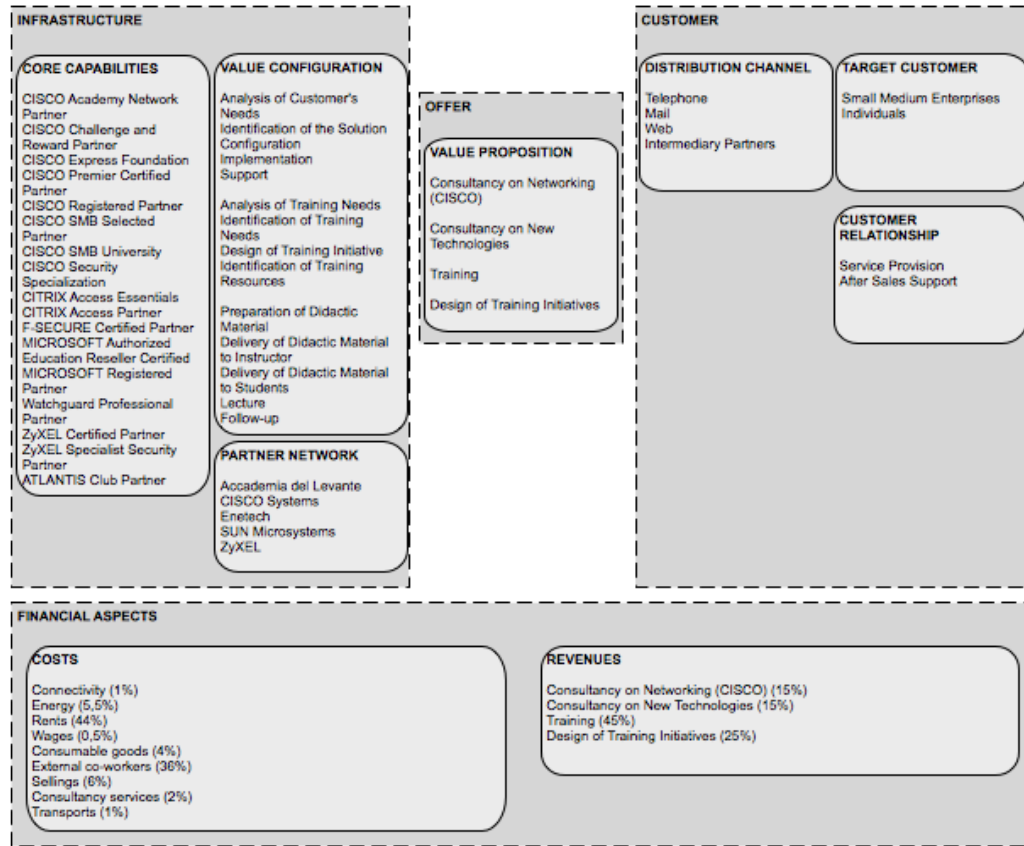 INFRASTRUCTURE
CORE CAPABILITIES
CISCO Academy Network
Partner
CISCO Challenge and
Reward Partner
CISCO Express Foundation
CISCO Premier Certified
Partner
CISCO Registered Partner
CISCO SMB Selected
Partner
CISCO SMB University
CISCO Security
Specialization
CITRIX Access Essentials
CITRIX Access Partner
F-SECURE Certified Partner
MICROSOFT Authorized
Education Reseller Certified
MICROSOFT Registered
Partner
Watchguard Professional
Partner
ZyXEL Certified Partner
ZyXEL Specialist Security
Partner
ATLANTIS Club Partner
VALUE CONFIGURATION
Analysis of Customer's
Needs
Identification of the Solution
Configuration
Implementation
Support
Analysis of Training Needs
Identification of Training
Needs
Design of Training Initiative
Identification of Training
Resources
Preparation of Didactic
Material
Delivery of Didactic Material
to Instructor
Delivery of Didactic Material
to Students
Lecture
Follow-up
PARTNER NETWORK
Accademia del Levante
CISCO Systems
Enetech
SUN Microsystems
ZyXEL
OFFER
VALUE PROPOSITION
Consultancy on Networking
(CISCO)
Consultancy on New
Technologies
Training
Design of Training Initiatives
CUSTOMER
DISTRIBUTION CHANNEL
Telephone
Mail
Web
Intermediary Partners
TARGET CUSTOMER
Small Medium Enterprises
Individuals
CUSTOMER
RELATIONSHIP
Service Provision
After Sales Support
FINANCIAL ASPECTS
COSTS
Connectivity (1%)
Energy (5,5%)
Rents (44%)
Wages (0,5%)
Consumable goods (4%)
External co-workers (36%)
Sellings (6%)
Consultancy services (2%)
Transports (1%)
REVENUES
Consultancy on Networking (CISCO) (15%)
Consultancy on New Technologies (15%)
Training (45%)
Design of Training Initiatives (25%)